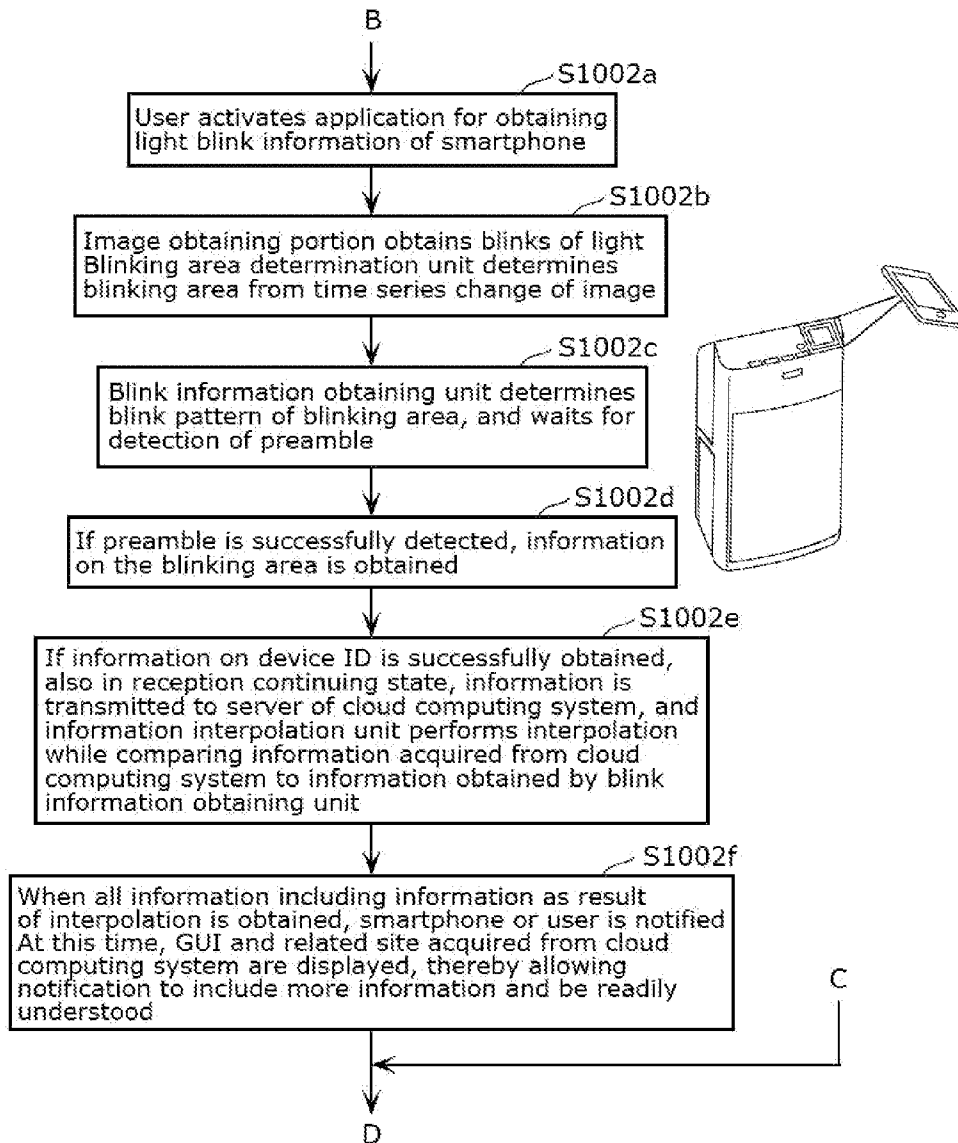 B
S1002a
User activates application for obtaining
light blink information of smartphone
S1002b
Image obtaining portion obtains blinks of light
Blinking area determination unit determines
blinking area from time series change of image
S1002c
Blink information obtaining unit determines
blink pattern of blinking area, and waits for
detection of preamble
S1002d
If preamble is successfully detected, information
on the blinking area is obtained
S1002e
If information on device ID is successfully obtained,
also in reception continuing state, information is
transmitted to server of cloud computing system, and
information interpolation unit performs interpolation
while comparing information acquired from cloud
computing system to information obtained by blink
information obtaining unit
S1002f
When all information including information as result
of interpolation is obtained, smartphone or user is notified
At this time, GUI and related site acquired from cloud
computing system are displayed, thereby allowing
notification to include more information and be readily
understood
C
D